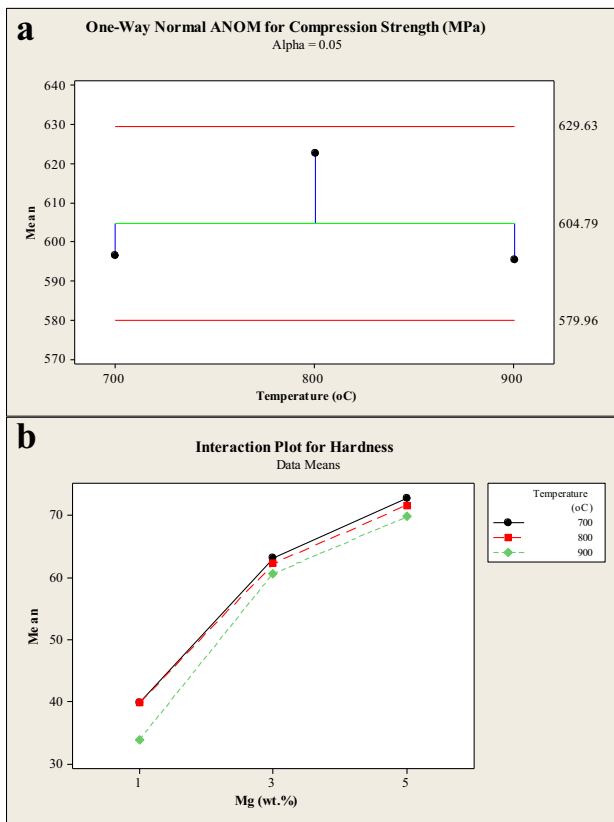 a
One-Way Normal ANOM for Compression Strength (MPa)
Alpha = 0.05
640
630
620
610
600
590
580
570
Mean
629.63
604.79
579.96
700
800
900
Temperature (oC)
b
Interaction Plot for Hardness
Data Means
70
60
50
40
30
Mean
1
3
5
Mg (wt.%)
Temperature
(oC)
700
800
900